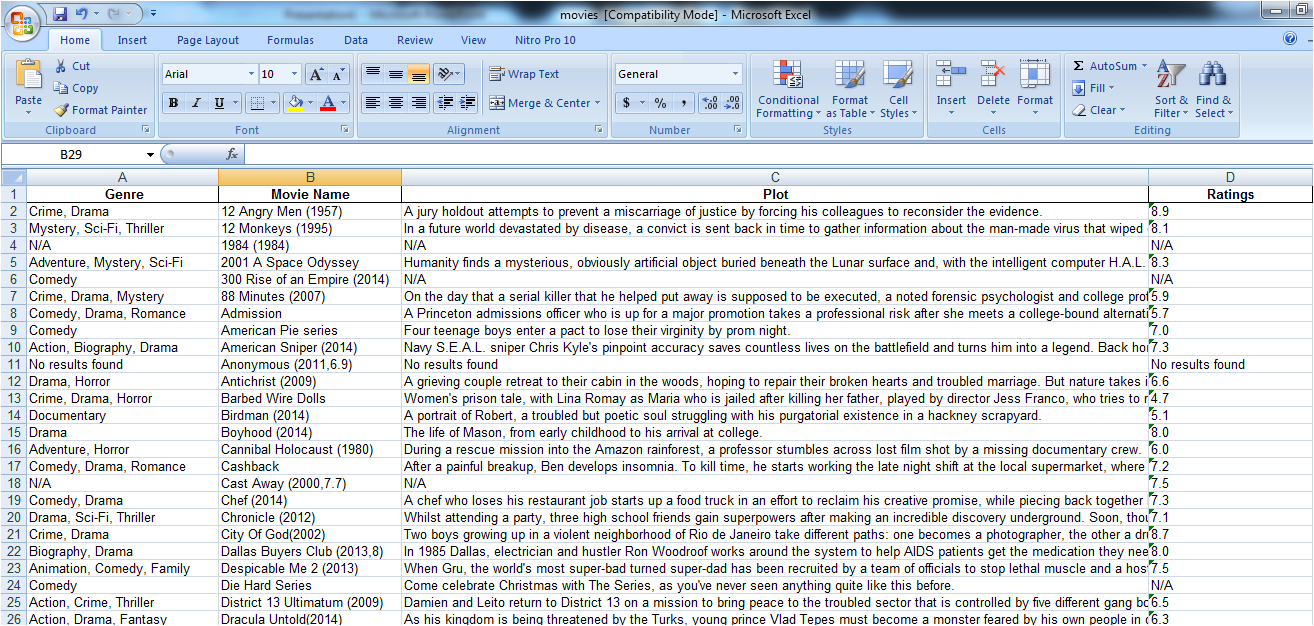 movies [Compatibility Mode] - Microsoft Excel
Home Insert Page Layout Formulas Data Review View Nitro Pro 10
Paste Cut Copy Format Painter Clipboard
Arial 10 A A B I U A Font
Wrap Text Merge & Center Alignment
General $ % , .0 .00 .00 .0 Number
Conditional Formatting Format as Table Cell Styles Styles
Insert Delete Format Cells
Σ AutoSum Fill Clear Sort & Filter Find & Select Editing
B29 fx
A B C D
1 Genre Movie Name Plot Ratings
2 Crime, Drama 12 Angry Men (1957) A jury holdout attempts to prevent a miscarriage of justice by forcing his colleagues to reconsider the evidence. 8.9
3 Mystery, Sci-Fi, Thriller 12 Monkeys (1995) In a future world devastated by disease, a convict is sent back in time to gather information about the man-made virus that wiped 8.1
4 N/A 1984 (1984) N/A N/A
5 Adventure, Mystery, Sci-Fi 2001 A Space Odyssey Humanity finds a mysterious, obviously artificial object buried beneath the Lunar surface and, with the intelligent computer H.A.L. 8.3
6 Comedy 300 Rise of an Empire (2014) N/A N/A
7 Crime, Drama, Mystery 88 Minutes (2007) On the day that a serial killer that he helped put away is supposed to be executed, a noted forensic psychologist and college prof 5.9
8 Comedy, Drama, Romance Admission A Princeton admissions officer who is up for a major promotion takes a professional risk after she meets a college-bound alternati 5.7
9 Comedy American Pie series Four teenage boys enter a pact to lose their virginity by prom night. 7.0
10 Action, Biography, Drama American Sniper (2014) Navy S.E.A.L. sniper Chris Kyle's pinpoint accuracy saves countless lives on the battlefield and turns him into a legend. Back ho 7.3
11 No results found Anonymous (2011,6.9) No results found No results found
12 Drama, Horror Antichrist (2009) A grieving couple retreat to their cabin in the woods, hoping to repair their broken hearts and troubled marriage. But nature takes i 6.6
13 Crime, Drama, Horror Barbed Wire Dolls Women's prison tale, with Lina Romay as Maria who is jailed after killing her father, played by director Jess Franco, who tries to r 4.7
14 Documentary Birdman (2014) A portrait of Robert, a troubled but poetic soul struggling with his purgatorial existence in a hackney scrapyard. 5.1
15 Drama Boyhood (2014) The life of Mason, from early childhood to his arrival at college. 8.0
16 Adventure, Horror Cannibal Holocaust (1980) During a rescue mission into the Amazon rainforest, a professor stumbles across lost film shot by a missing documentary crew. 6.0
17 Comedy, Drama, Romance Cashback After a painful breakup, Ben develops insomnia. To kill time, he starts working the late night shift at the local supermarket, where 7.2
18 N/A Cast Away (2000,7.7) N/A 7.5
19 Comedy, Drama Chef (2014) A chef who loses his restaurant job starts up a food truck in an effort to reclaim his creative promise, while piecing back together 7.3
20 Drama, Sci-Fi, Thriller Chronicle (2012) Whilst attending a party, three high school friends gain superpowers after making an incredible discovery underground. Soon, thou 7.1
21 Crime, Drama City Of God(2002) Two boys growing up in a violent neighborhood of Rio de Janeiro take different paths: one becomes a photographer, the other a dr 8.7
22 Biography, Drama Dallas Buyers Club (2013,8) In 1985 Dallas, electrician and hustler Ron Woodroof works around the system to help AIDS patients get the medication they nee 8.0
23 Animation, Comedy, Family Despicable Me 2 (2013) When Gru, the world's most super-bad turned super-dad has been recruited by a team of officials to stop lethal muscle and a hos 7.5
24 Comedy Die Hard Series Come celebrate Christmas with The Series, as you've never seen anything quite like this before. N/A
25 Action, Crime, Thriller District 13 Ultimatum (2009) Damien and Leito return to District 13 on a mission to bring peace to the troubled sector that is controlled by five different gang bo 6.5
26 Action, Drama, Fantasy Dracula Untold(2014) As his kingdom is being threatened by the Turks, young prince Vlad Tepes must become a monster feared by his own people in 6.3